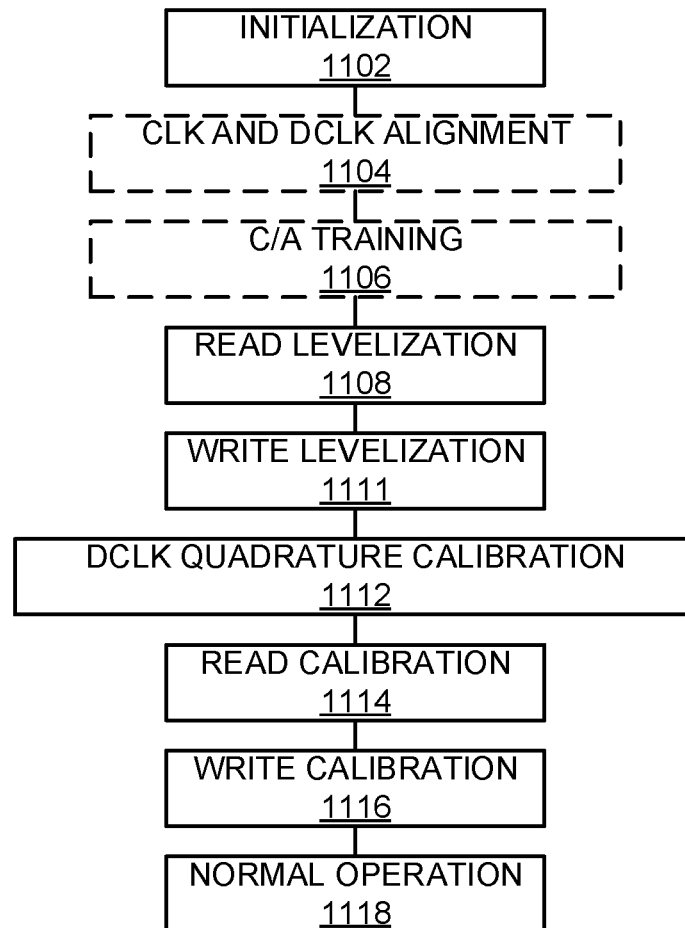 INITIALIZATION
1102
CLK AND DCLK ALIGNMENT
1104
C/A TRAINING
1106
READ LEVELIZATION
1108
WRITE LEVELIZATION
1111
DCLK QUADRATURE CALIBRATION
1112
READ CALIBRATION
1114
WRITE CALIBRATION
1116
NORMAL OPERATION
1118